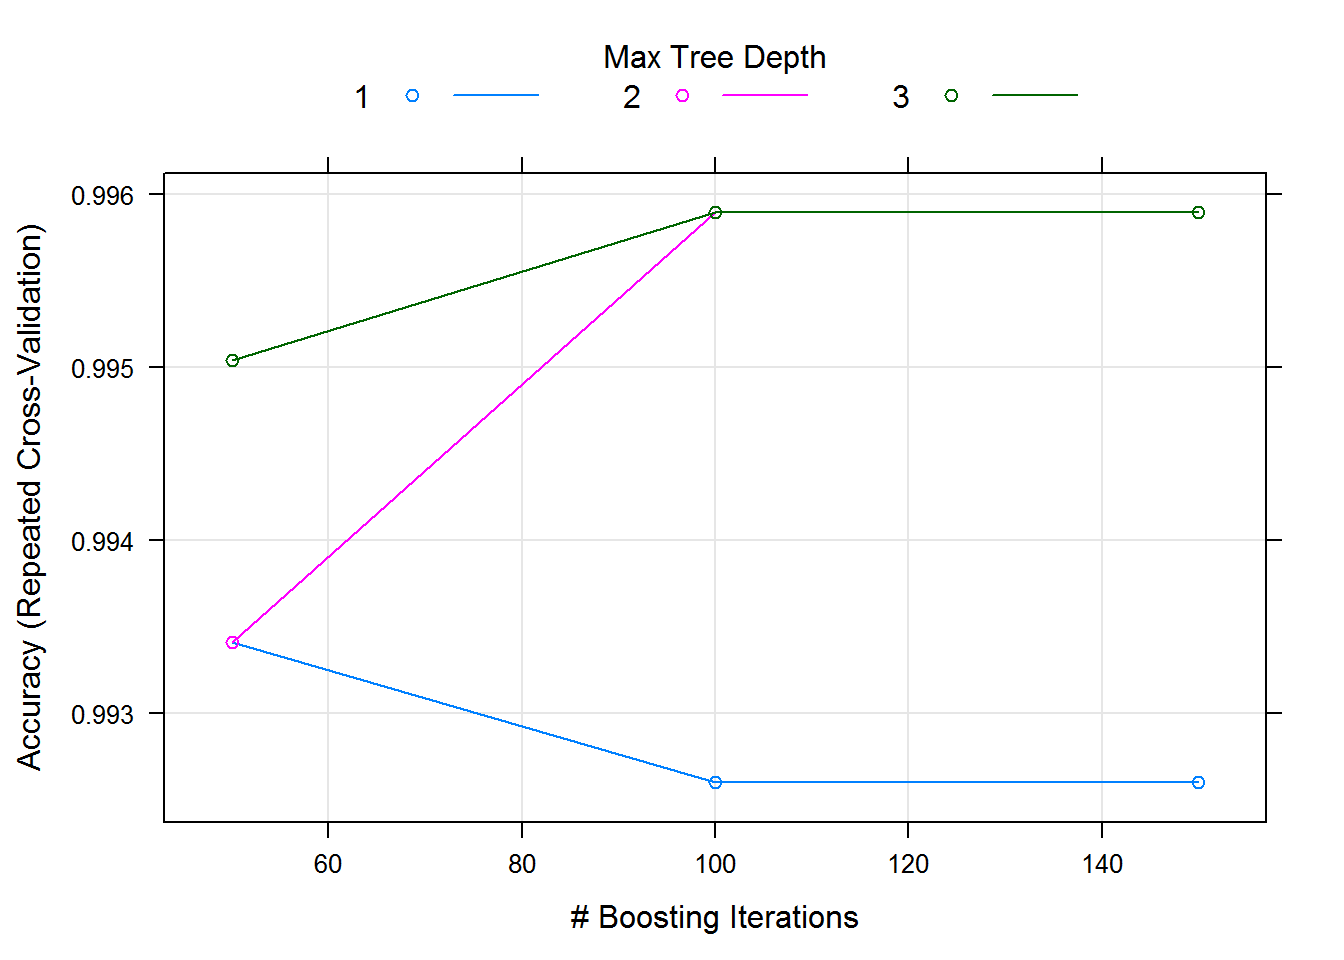 Max Tree Depth
1 2 3
0.996
0.995
0.994
0.993
Accuracy (Repeated Cross-Validation)
60 80 100 120 140
# Boosting Iterations